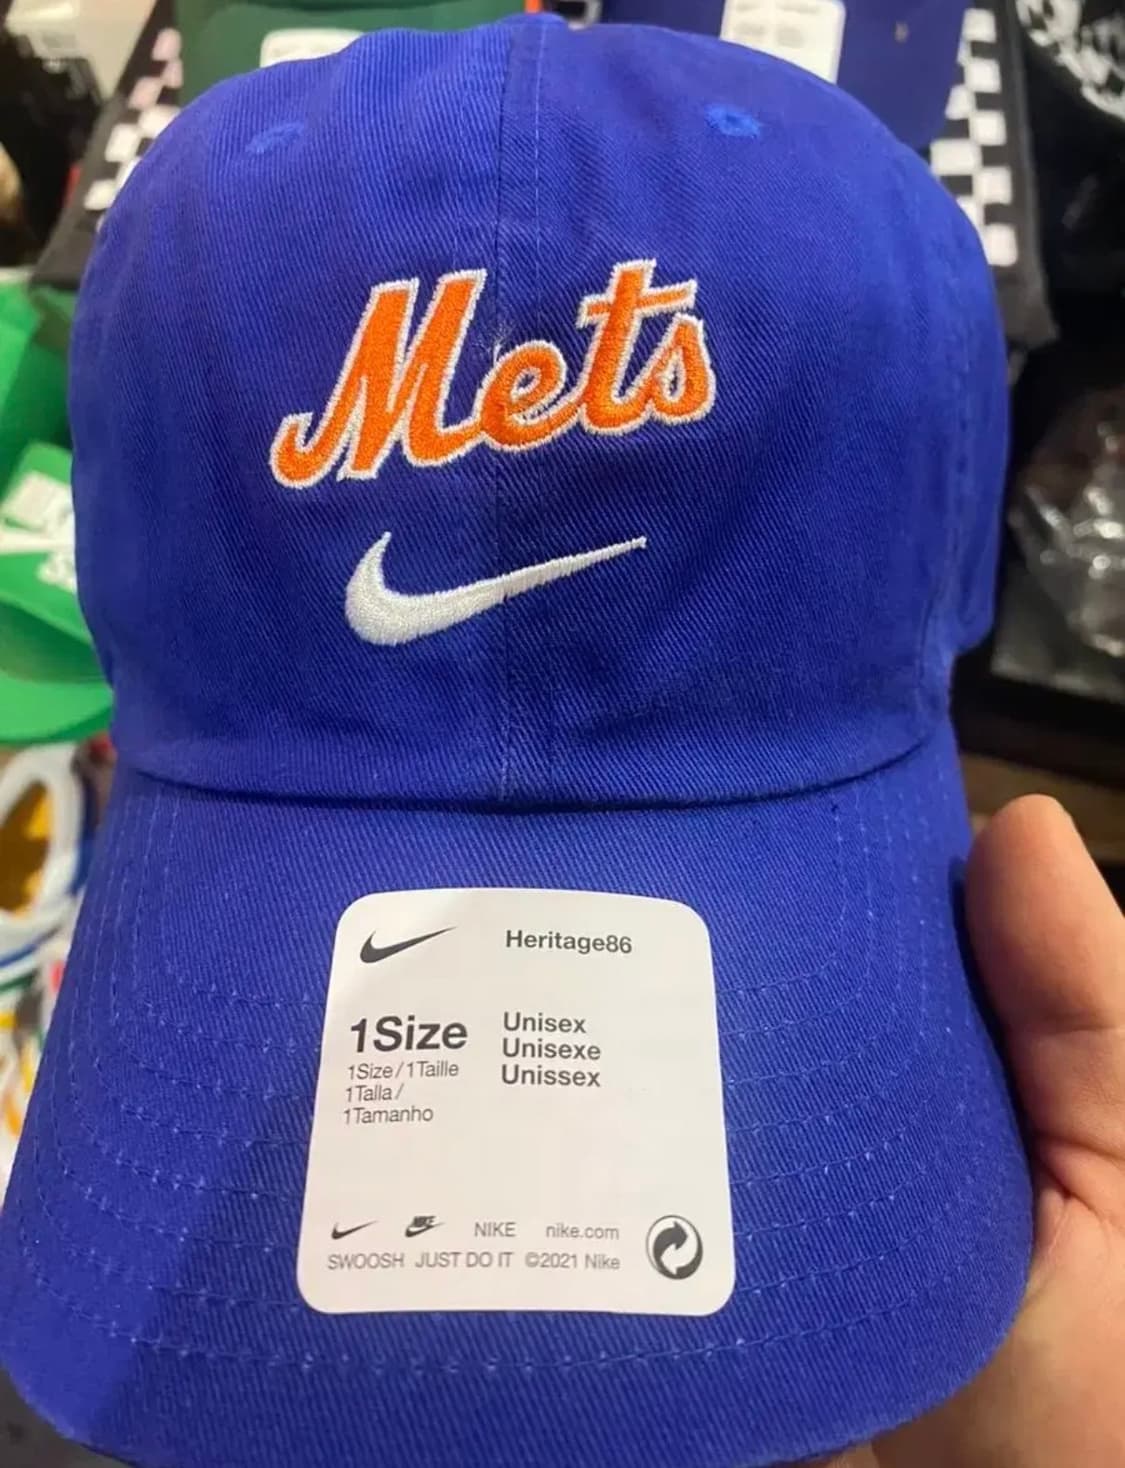 Mets
Heritage86
1Size
1Size/1Taille
1Talla/
1Tamanho
Unisex
Unisexe
Unissex
NIKE NIKE nike.com
SWOOSH JUST DO IT ©2021 Nike